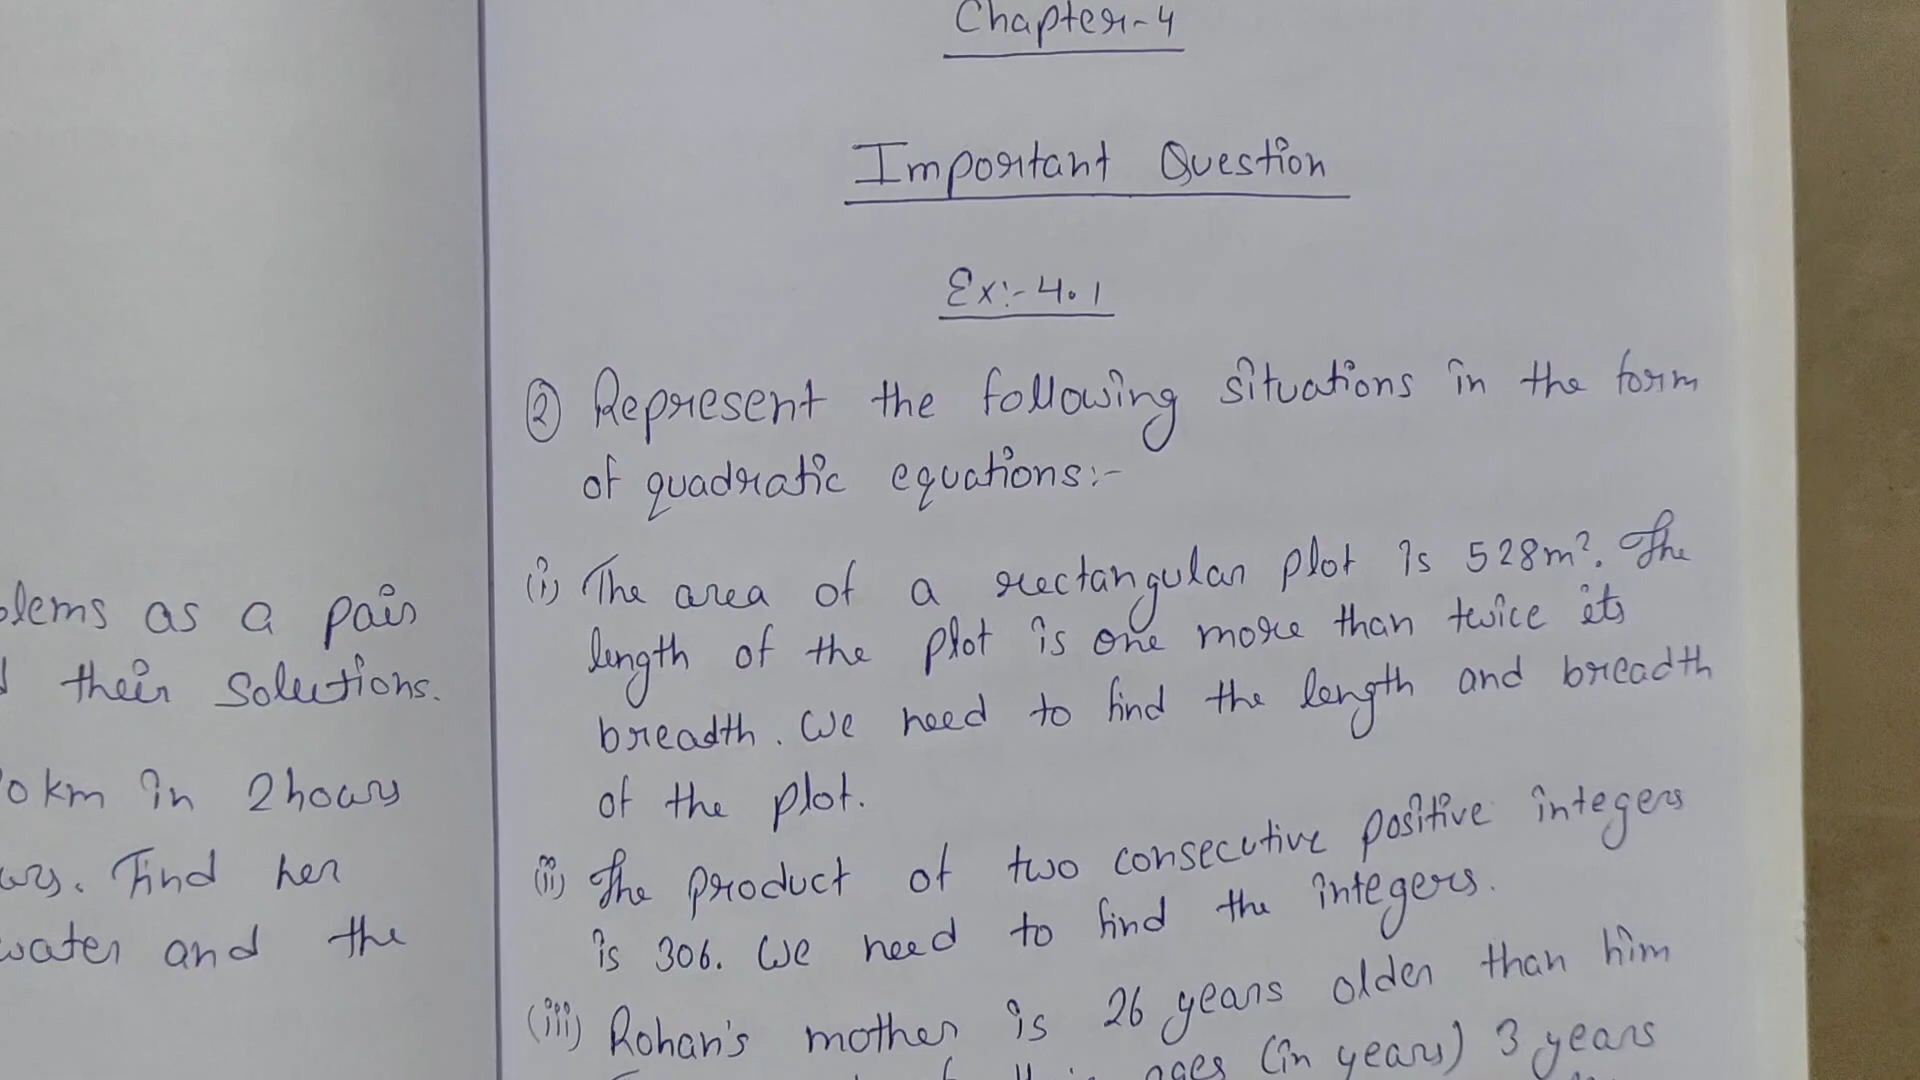 as a pair
their solutions.
km in 2 hours
Find her
water and the
Chapter-4
Important Question
Ex:- 4.1
② Represent the following situations in the form
of quadratic equations:-
(i) The area of a rectangular plot is 528m². The
length of the plot is one more than twice its
breadth. We need to find the length and breadth
of the plot.
(ii) The product of two consecutive positive integers
is 306. We need to find the integers.
(iii) Rohan's mother is 26 years older than him
ages (in years) 3 years